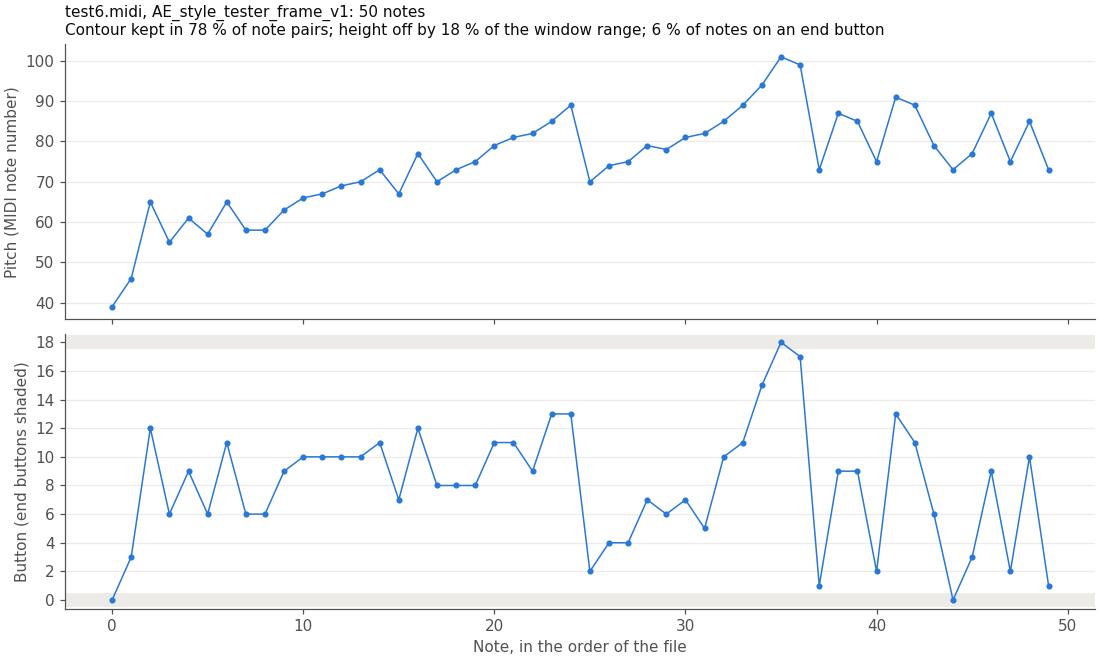 test6.midi, AE_style_tester_frame_v1: 50 notes
Contour kept in 78 % of note pairs; height off by 18 % of the window range; 6 % of notes on an end button
Pitch (MIDI note number)
100
90
80
70
60
50
40
Button (end buttons shaded)
18
16
14
12
10
8
6
4
2
0
0 10 20 30 40 50
Note, in the order of the file